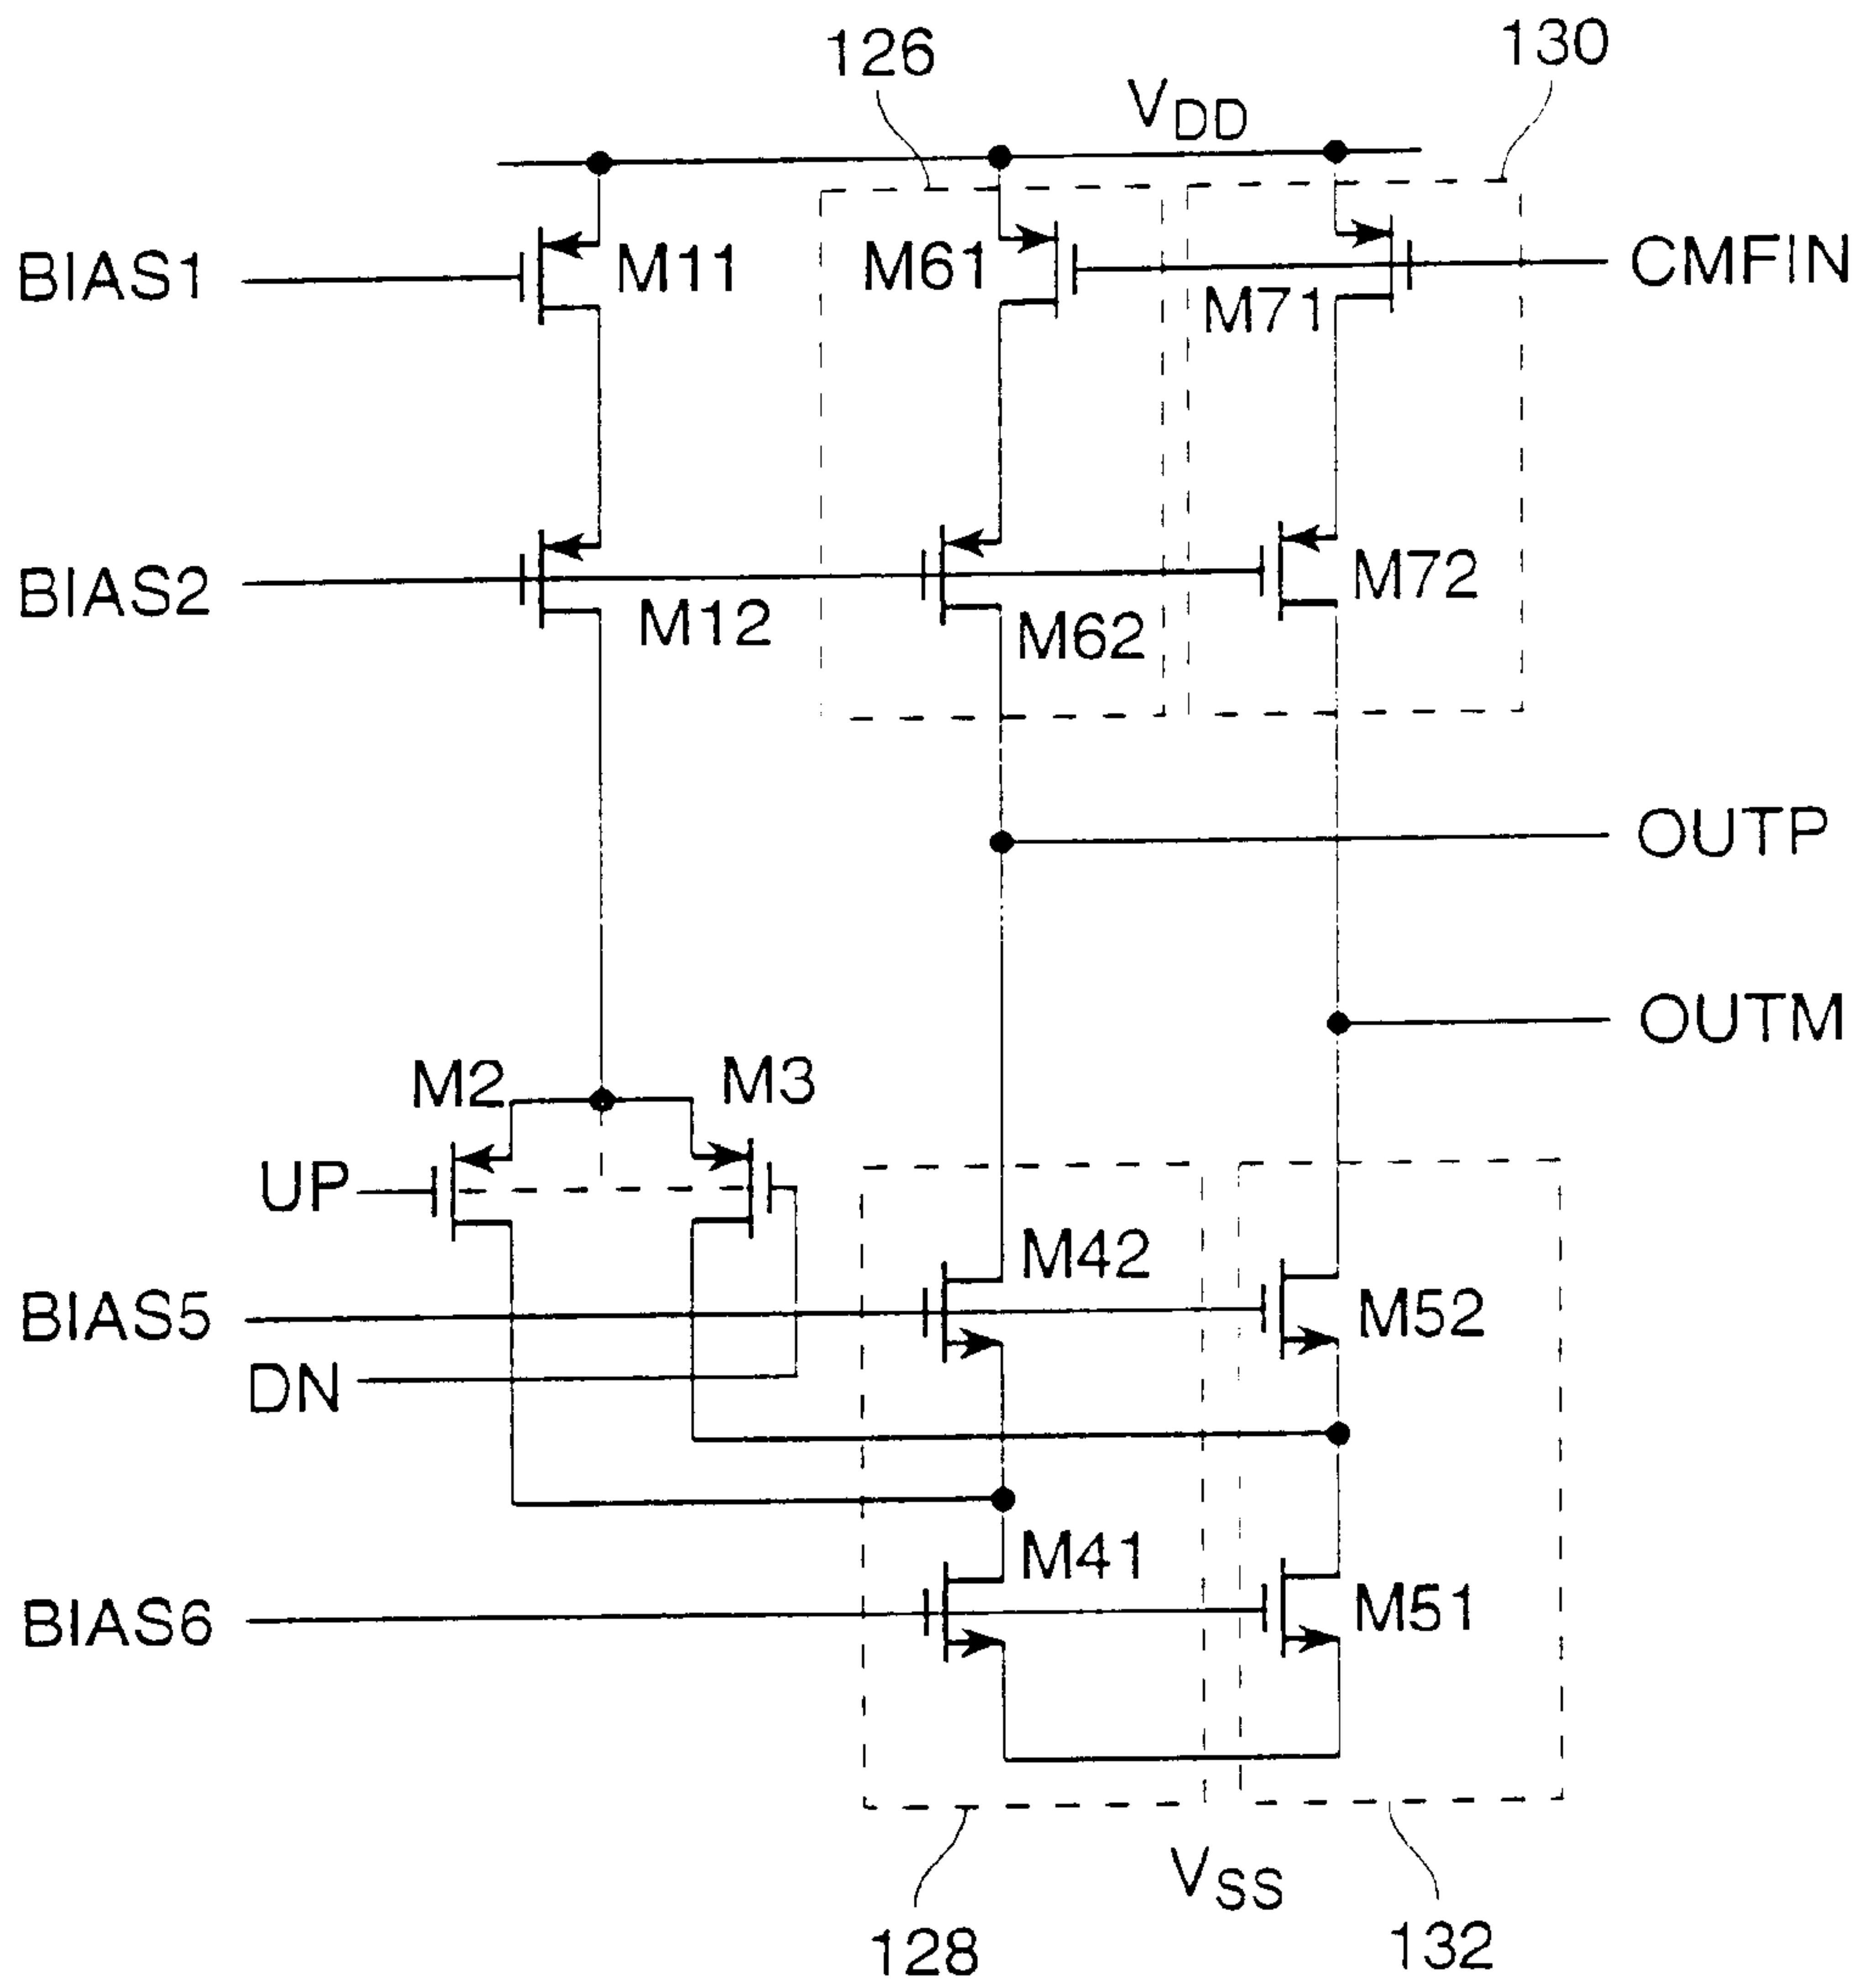 126
130
VDD
BIAS1
M11
M61
M71
CMFIN
BIAS2
M12
M62
M72
OUTP
OUTM
M2
M3
UP
M42
BIAS5
M52
DN
M41
BIAS6
M51
VSS
128
132